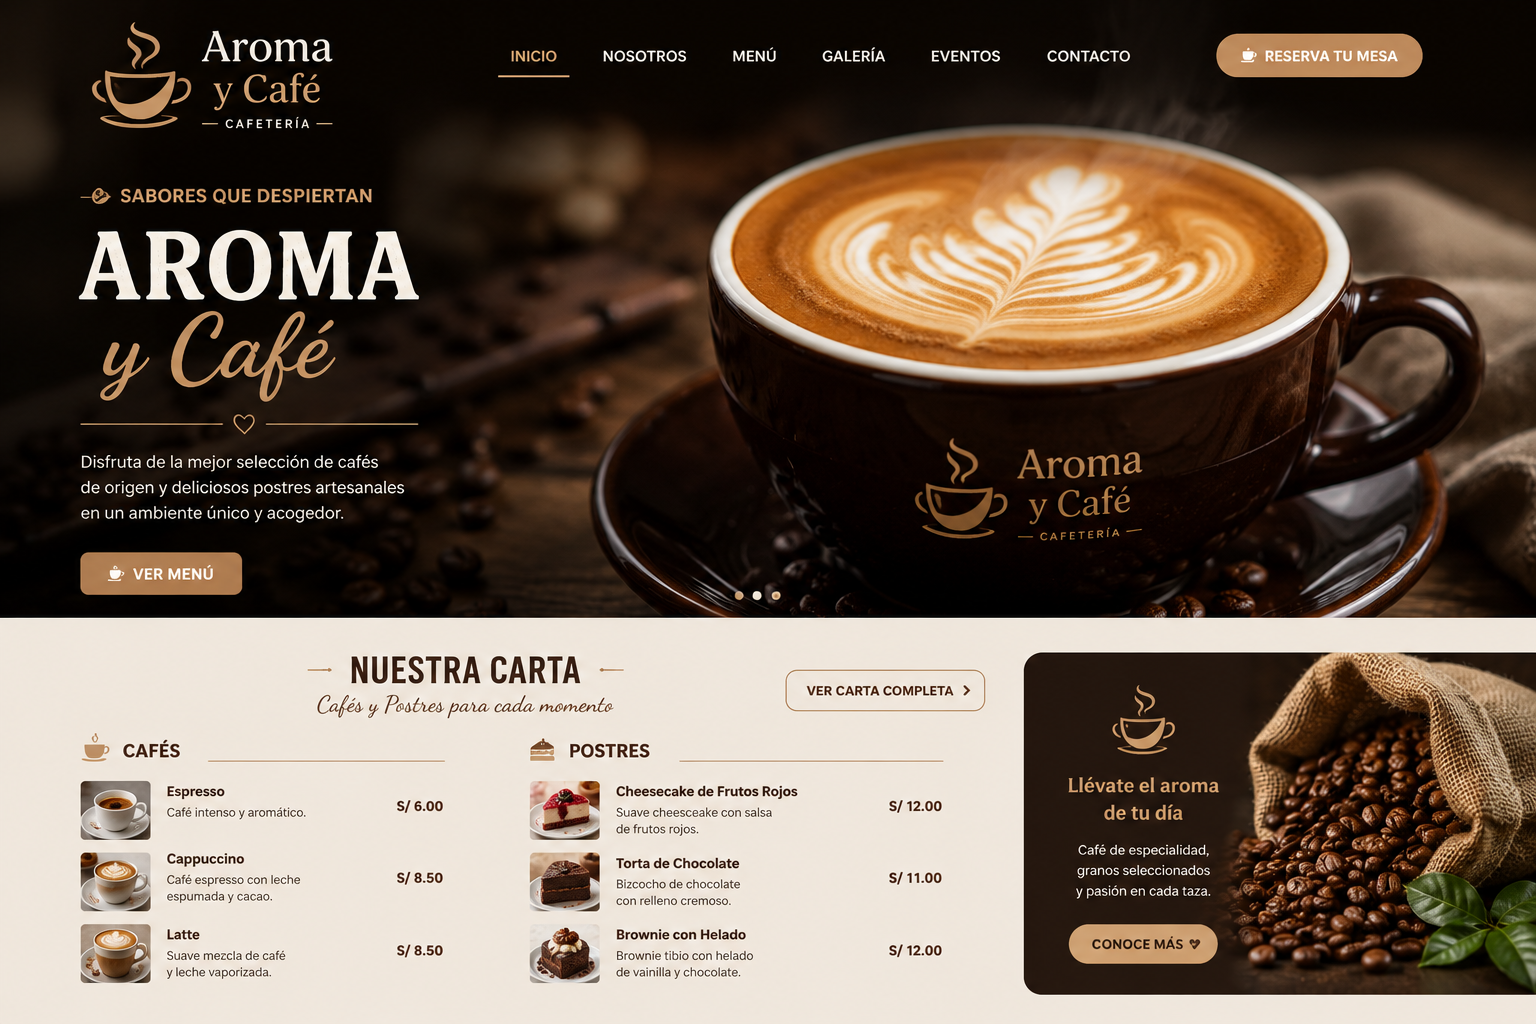 Aroma
y Café
CAFETERÍA
INICIO
NOSOTROS
MENÚ
GALERÍA
EVENTOS
CONTACTO
RESERVA TU MESA
SABORES QUE DESPIERTAN
AROMA
y Café
Disfruta de la mejor selección de cafés
de origen y deliciosos postres artesanales
en un ambiente único y acogedor.
VER MENÚ
Aroma
y Café
CAFETERÍA
NUESTRA CARTA
Cafés y Postres para cada momento
VER CARTA COMPLETA
CAFÉS
Espresso
Café intenso y aromático.
S/ 6.00
Cappuccino
Café espresso con leche
espumada y cacao.
S/ 8.50
Latte
Suave mezcla de café
y leche vaporizada.
S/ 8.50
POSTRES
Cheesecake de Frutos Rojos
Suave cheesceake con salsa
de frutos rojos.
S/ 12.00
Torta de Chocolate
Bizcocho de chocolate
con relleno cremoso.
S/ 11.00
Brownie con Helado
Brownie tibio con helado
de vainilla y chocolate.
S/ 12.00
Llévate el aroma
de tu día
Café de especialidad,
granos seleccionados
y pasión en cada taza.
CONOCE MÁS